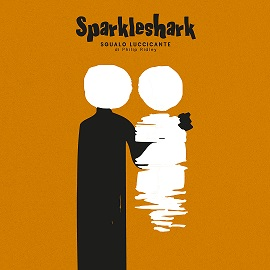 Sparkleshark
SQUALO LUCCICANTE
di Philip Ridley